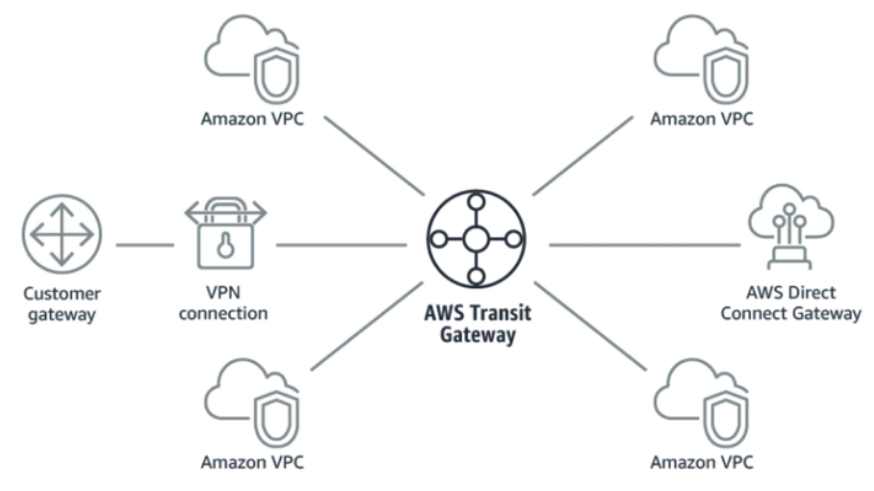 Amazon VPC
Amazon VPC
Customer
gateway
VPN
connection
AWS Transit
Gateway
AWS Direct
Connect Gateway
Amazon VPC
Amazon VPC